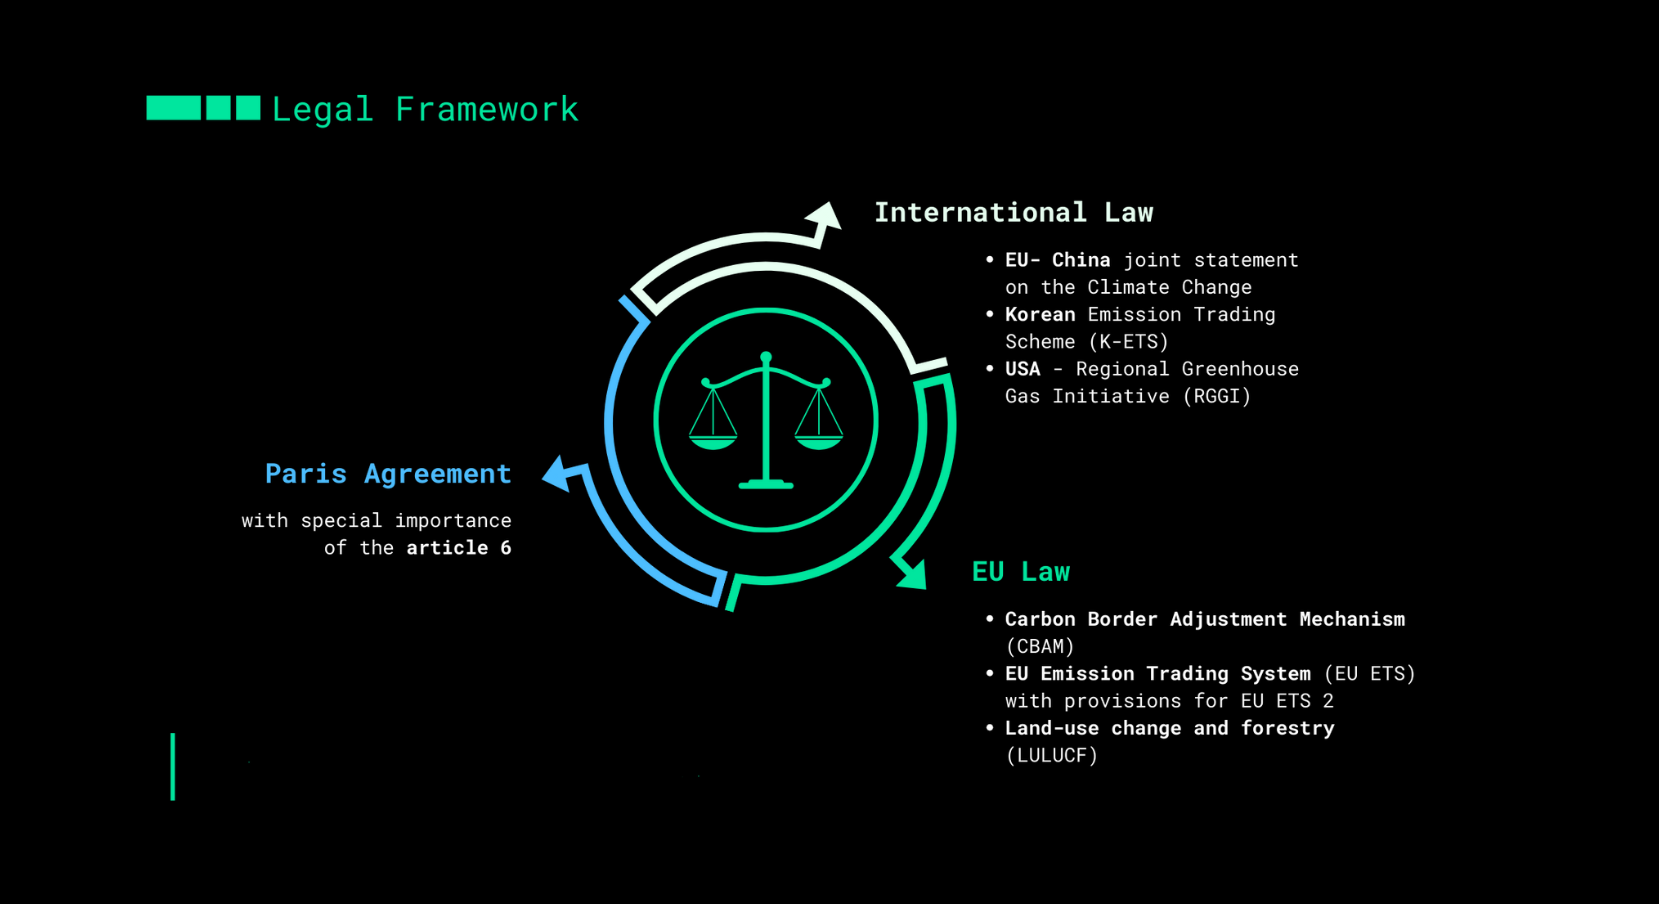 Legal Framework
International Law
• EU- China joint statement
on the Climate Change
• Korean Emission Trading
Scheme (K-ETS)
• USA - Regional Greenhouse
Gas Initiative (RGGI)
Paris Agreement
with special importance
of the article 6
EU Law
• Carbon Border Adjustment Mechanism
(CBAM)
• EU Emission Trading System (EU ETS)
with provisions for EU ETS 2
• Land-use change and forestry
(LULUCF)